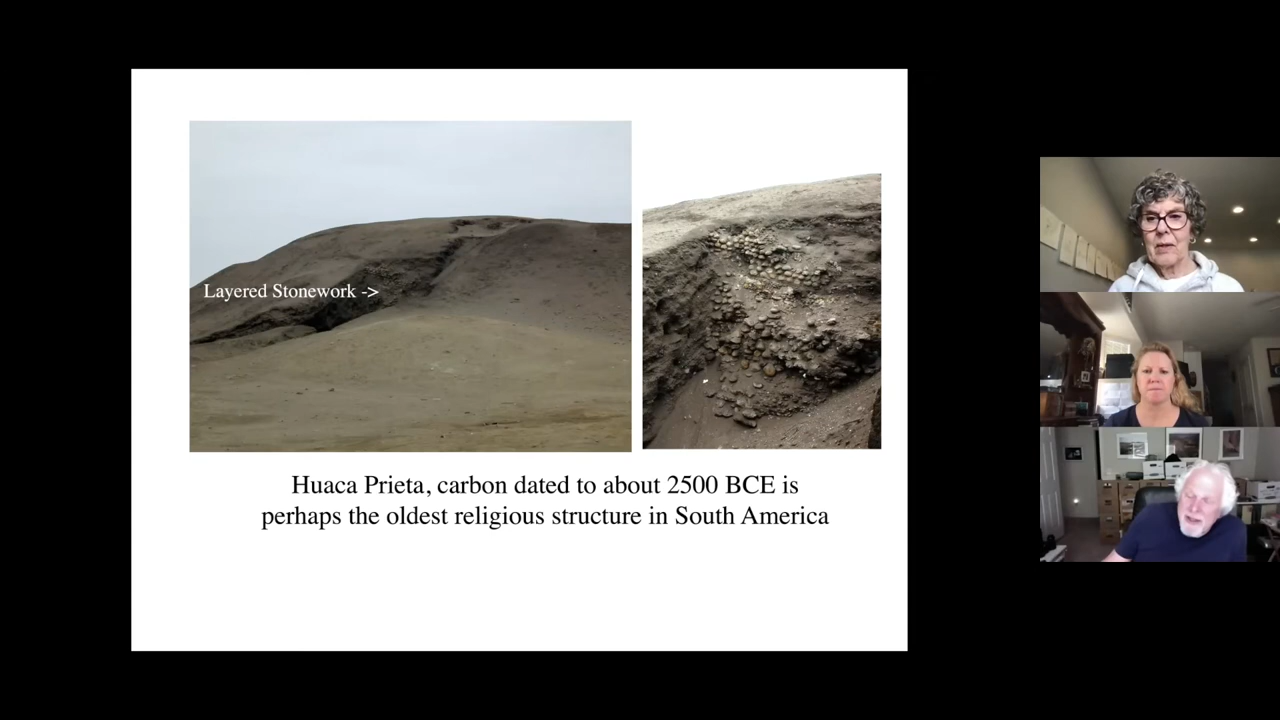 Layered Stonework ->
Huaca Prieta, carbon dated to about 2500 BCE is
perhaps the oldest religious structure in South America